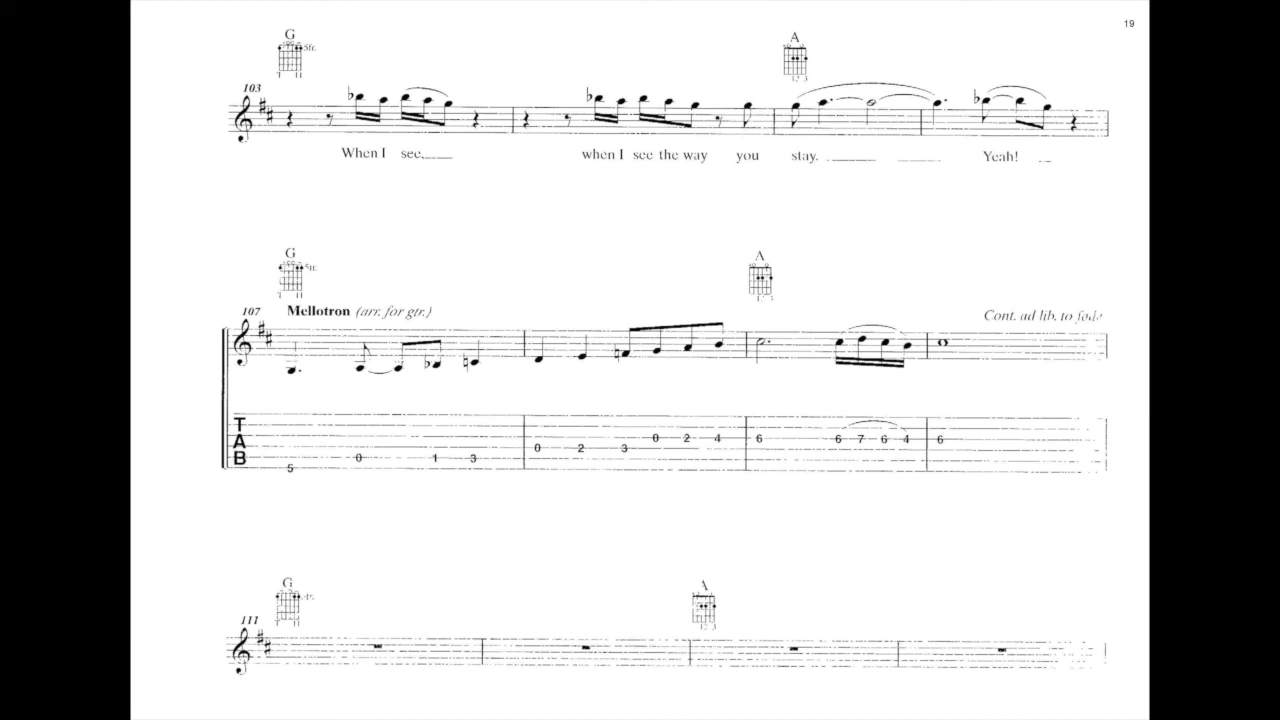 19
G A
5fr.
103
When I see, when I see the way you stay. Yeah!
G A
5fr.
107 Mellotron (arr. for gtr.) Cont. ad lib. to fade
T
A
B
0 2 4 6 6 7 6 4 6
0 2 3
0 1 3
5
G A
111